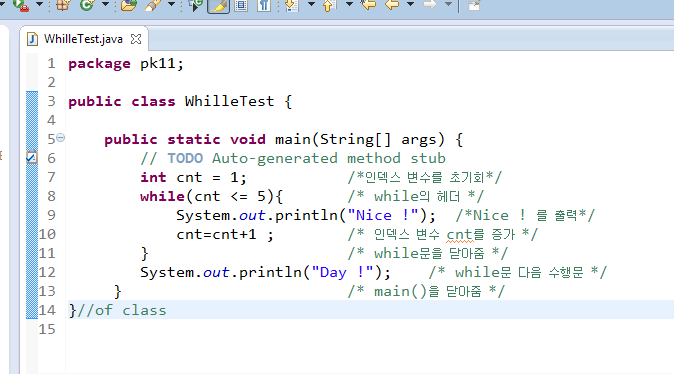 WhilleTest.java
1 package pk11;
2
3 public class WhilleTest {
4
5     public static void main(String[] args) {
6         // TODO Auto-generated method stub
7         int cnt = 1;           /*인덱스 변수를 초기회*/
8         while(cnt <= 5){       /* while의 헤더 */
9             System.out.println("Nice !");  /*Nice ! 를 출력*/
10             cnt=cnt+1 ;        /* 인덱스 변수 cnt를 증가 */
11         }                      /* while문을 닫아줌 */
12         System.out.println("Day !");    /* while문 다음 수행문 */
13      }                         /* main()을 닫아줌 */
14 }//of class
15